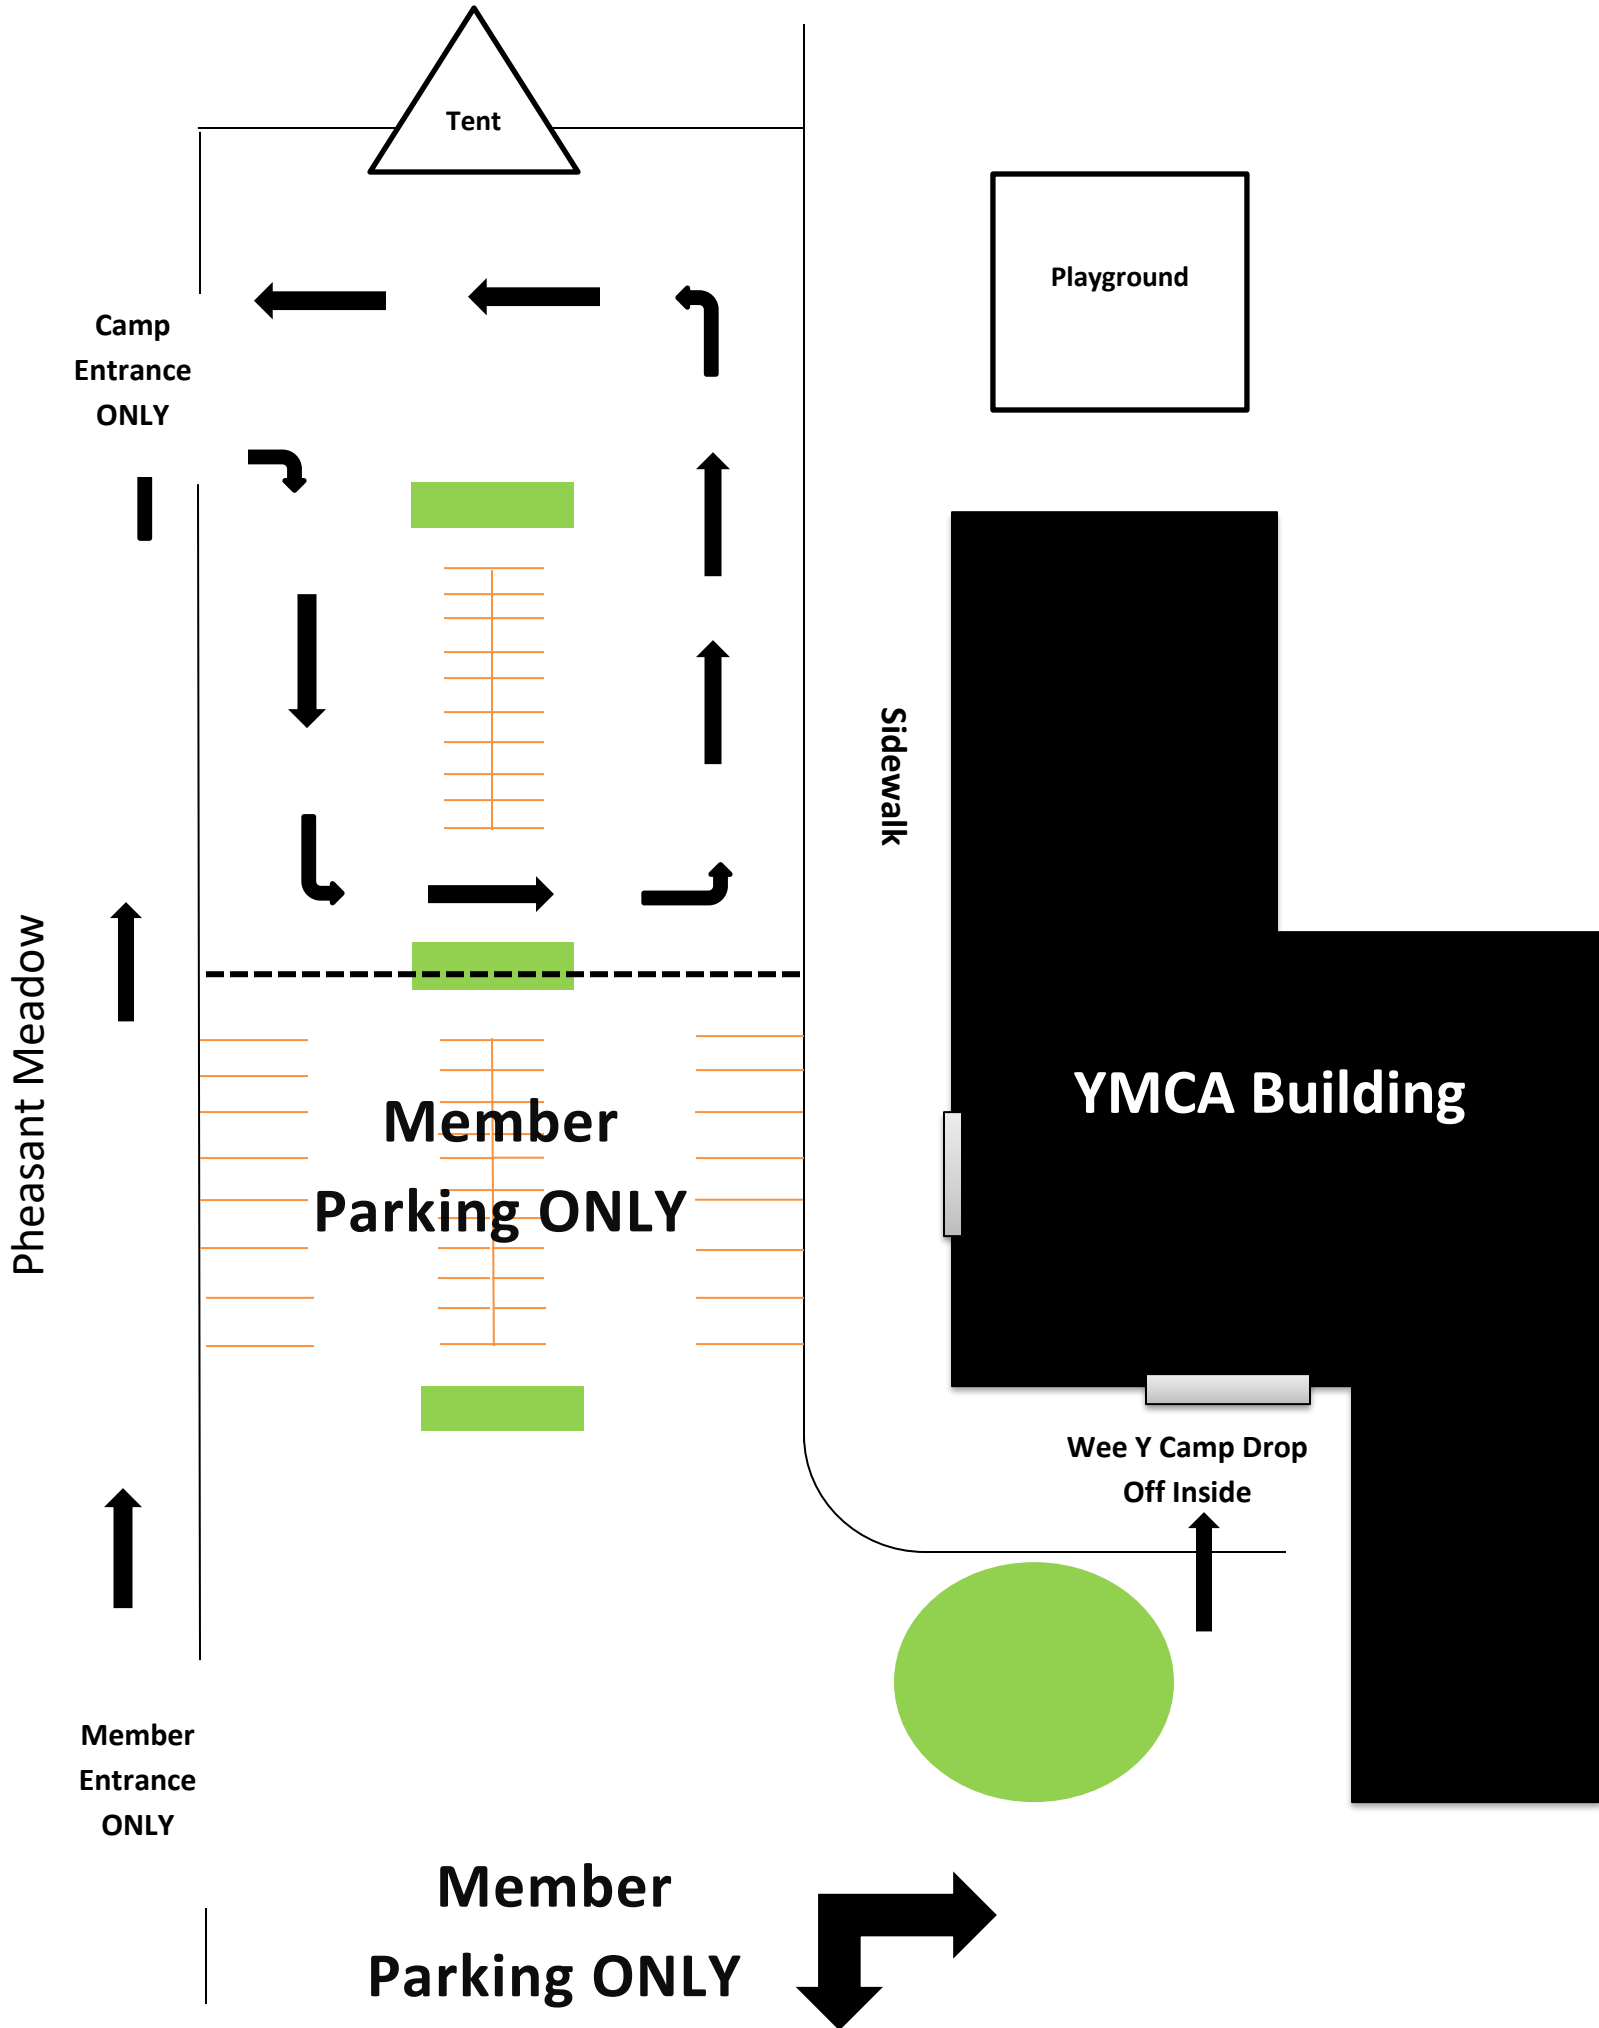 Tent
Playground
Camp
Entrance
ONLY
Sidewalk
Pheasant Meadow
YMCA Building
Member
Parking ONLY
Wee Y Camp Drop
Off Inside
Member
Entrance
ONLY
Member
Parking ONLY